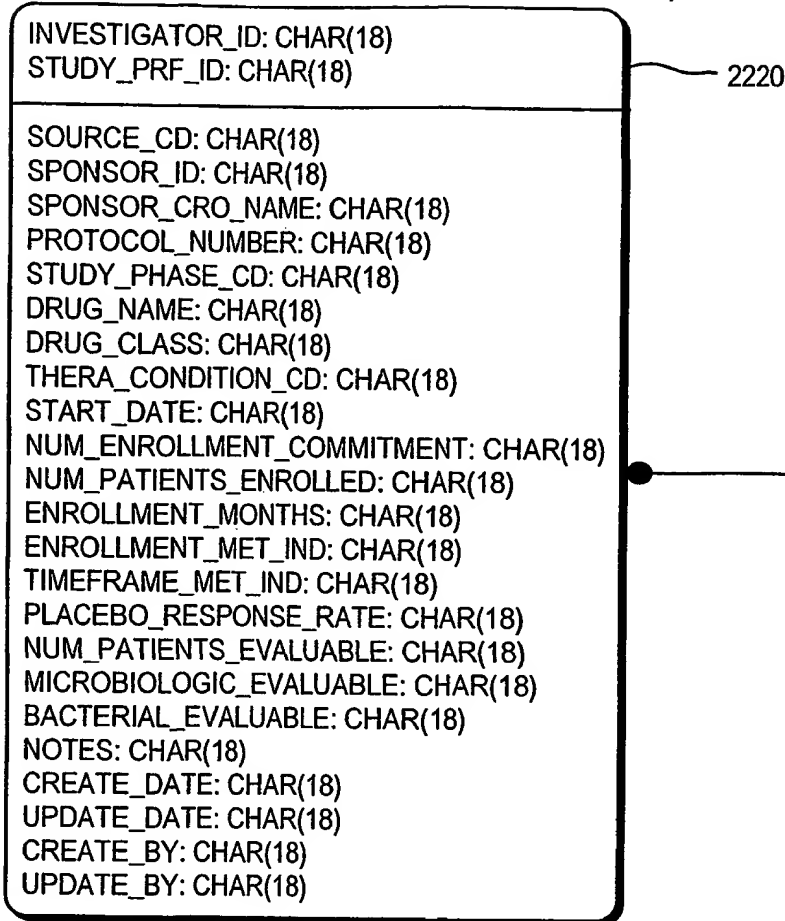 INVESTIGATOR_ID: CHAR(18)
STUDY_PRF_ID: CHAR(18)
2220
SOURCE_CD: CHAR(18)
SPONSOR_ID: CHAR(18)
SPONSOR_CRO_NAME: CHAR(18)
PROTOCOL_NUMBER: CHAR(18)
STUDY_PHASE_CD: CHAR(18)
DRUG_NAME: CHAR(18)
DRUG_CLASS: CHAR(18)
THERA_CONDITION_CD: CHAR(18)
START_DATE: CHAR(18)
NUM_ENROLLMENT_COMMITMENT: CHAR(18)
NUM_PATIENTS_ENROLLED: CHAR(18)
ENROLLMENT_MONTHS: CHAR(18)
ENROLLMENT_MET_IND: CHAR(18)
TIMEFRAME_MET_IND: CHAR(18)
PLACEBO_RESPONSE_RATE: CHAR(18)
NUM_PATIENTS_EVALUABLE: CHAR(18)
MICROBIOLOGIC_EVALUABLE: CHAR(18)
BACTERIAL_EVALUABLE: CHAR(18)
NOTES: CHAR(18)
CREATE_DATE: CHAR(18)
UPDATE_DATE: CHAR(18)
CREATE_BY: CHAR(18)
UPDATE_BY: CHAR(18)